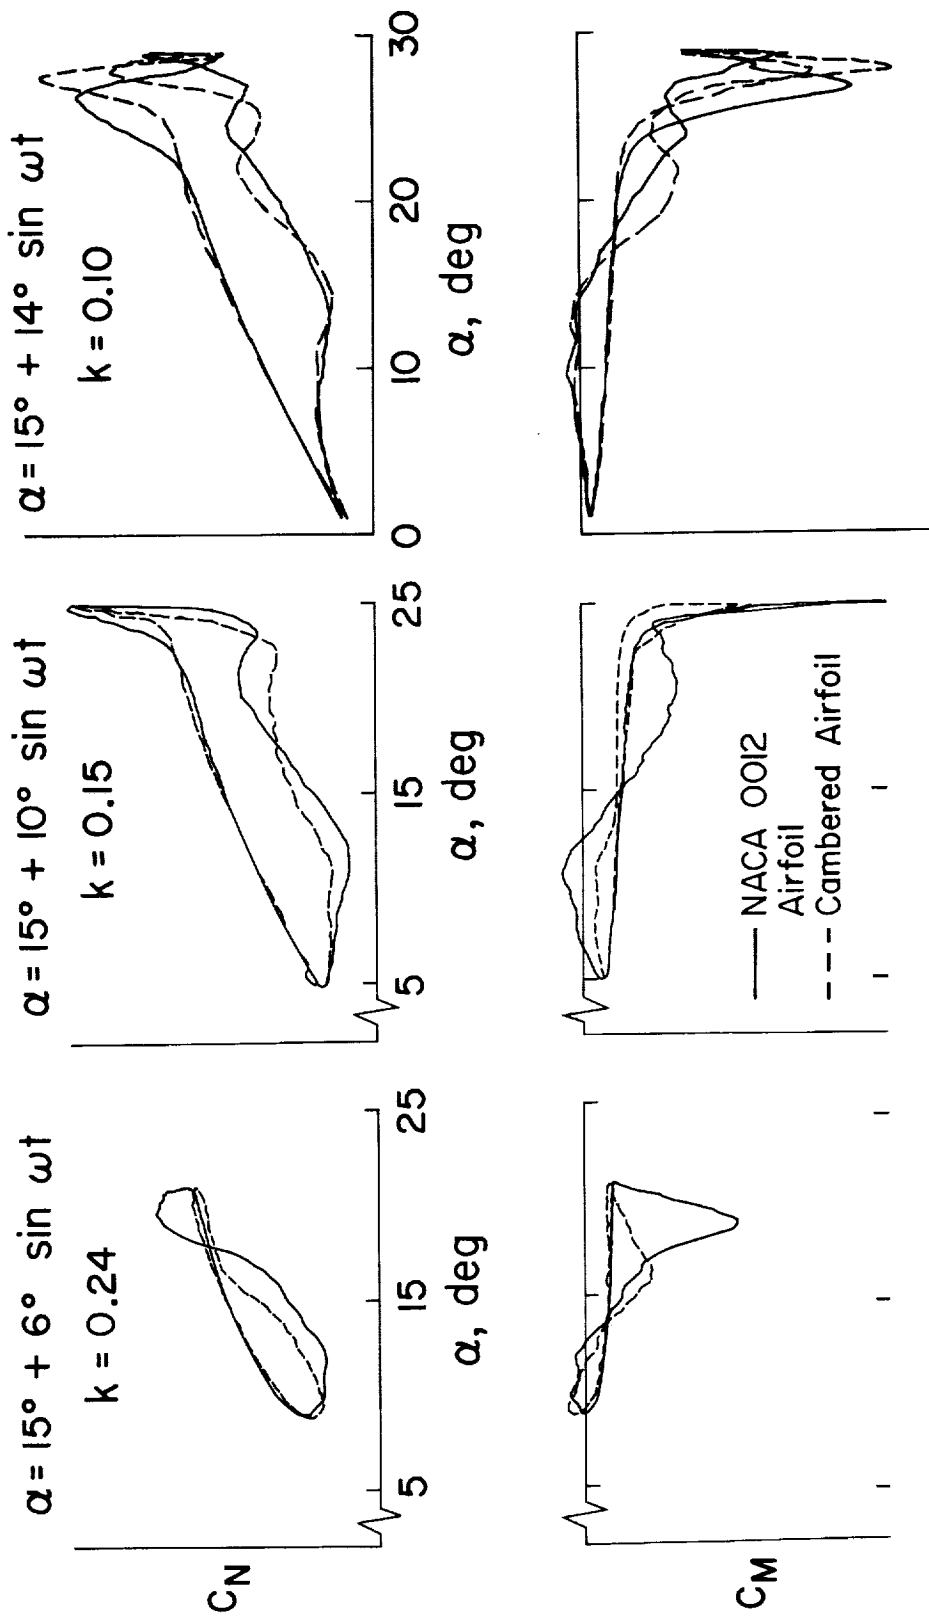 α = 15° + 6° sin ωt
k = 0.24
α = 15° + 10° sin ωt
k = 0.15
α = 15° + 14° sin ωt
k = 0.10
C_N
5
15
25
α, deg
5
15
25
α, deg
0
10
20
30
α, deg
C_M
NACA 0012
Airfoil
Cambered Airfoil